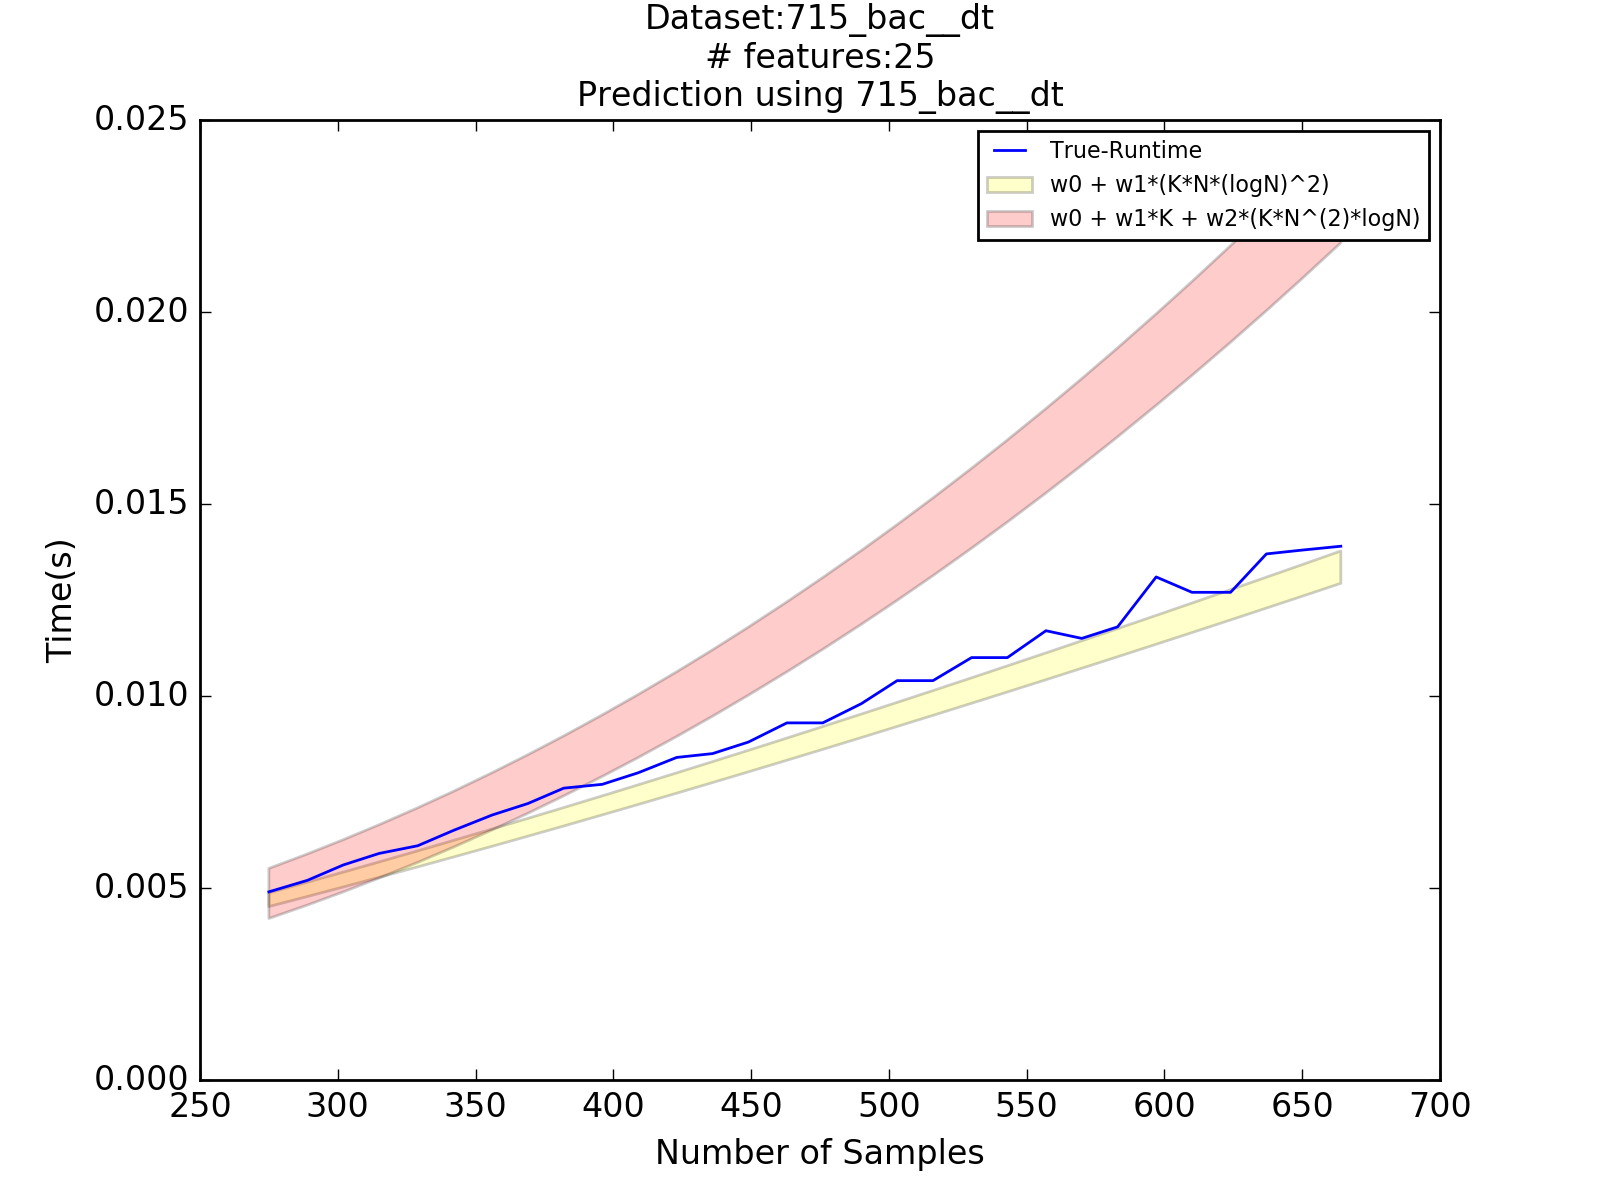 Dataset:715_bac__dt
# features:25
Prediction using 715_bac__dt
True-Runtime
w0 + w1*(K*N*(logN)^2)
w0 + w1*K + w2*(K*N^(2)*logN)
0.025
0.020
0.015
0.010
0.005
0.000
Time(s)
250 300 350 400 450 500 550 600 650 700
Number of Samples